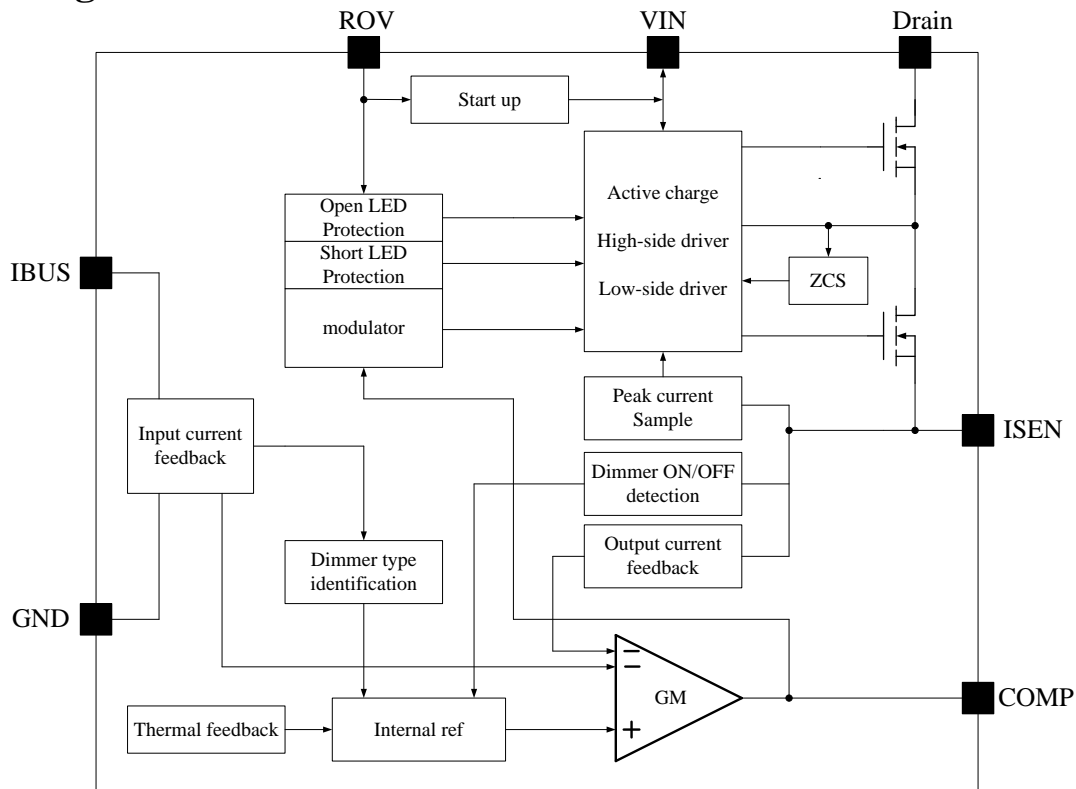 ROV
VIN
Drain
Start up
Open LED
Protection
Short LED
Protection
modulator
Active charge
High-side driver
Low-side driver
ZCS
IBUS
Peak current
Sample
ISEN
Input current
feedback
Dimmer ON/OFF
detection
Output current
feedback
Dimmer type
identification
GND
GM
COMP
Thermal feedback
Internal ref